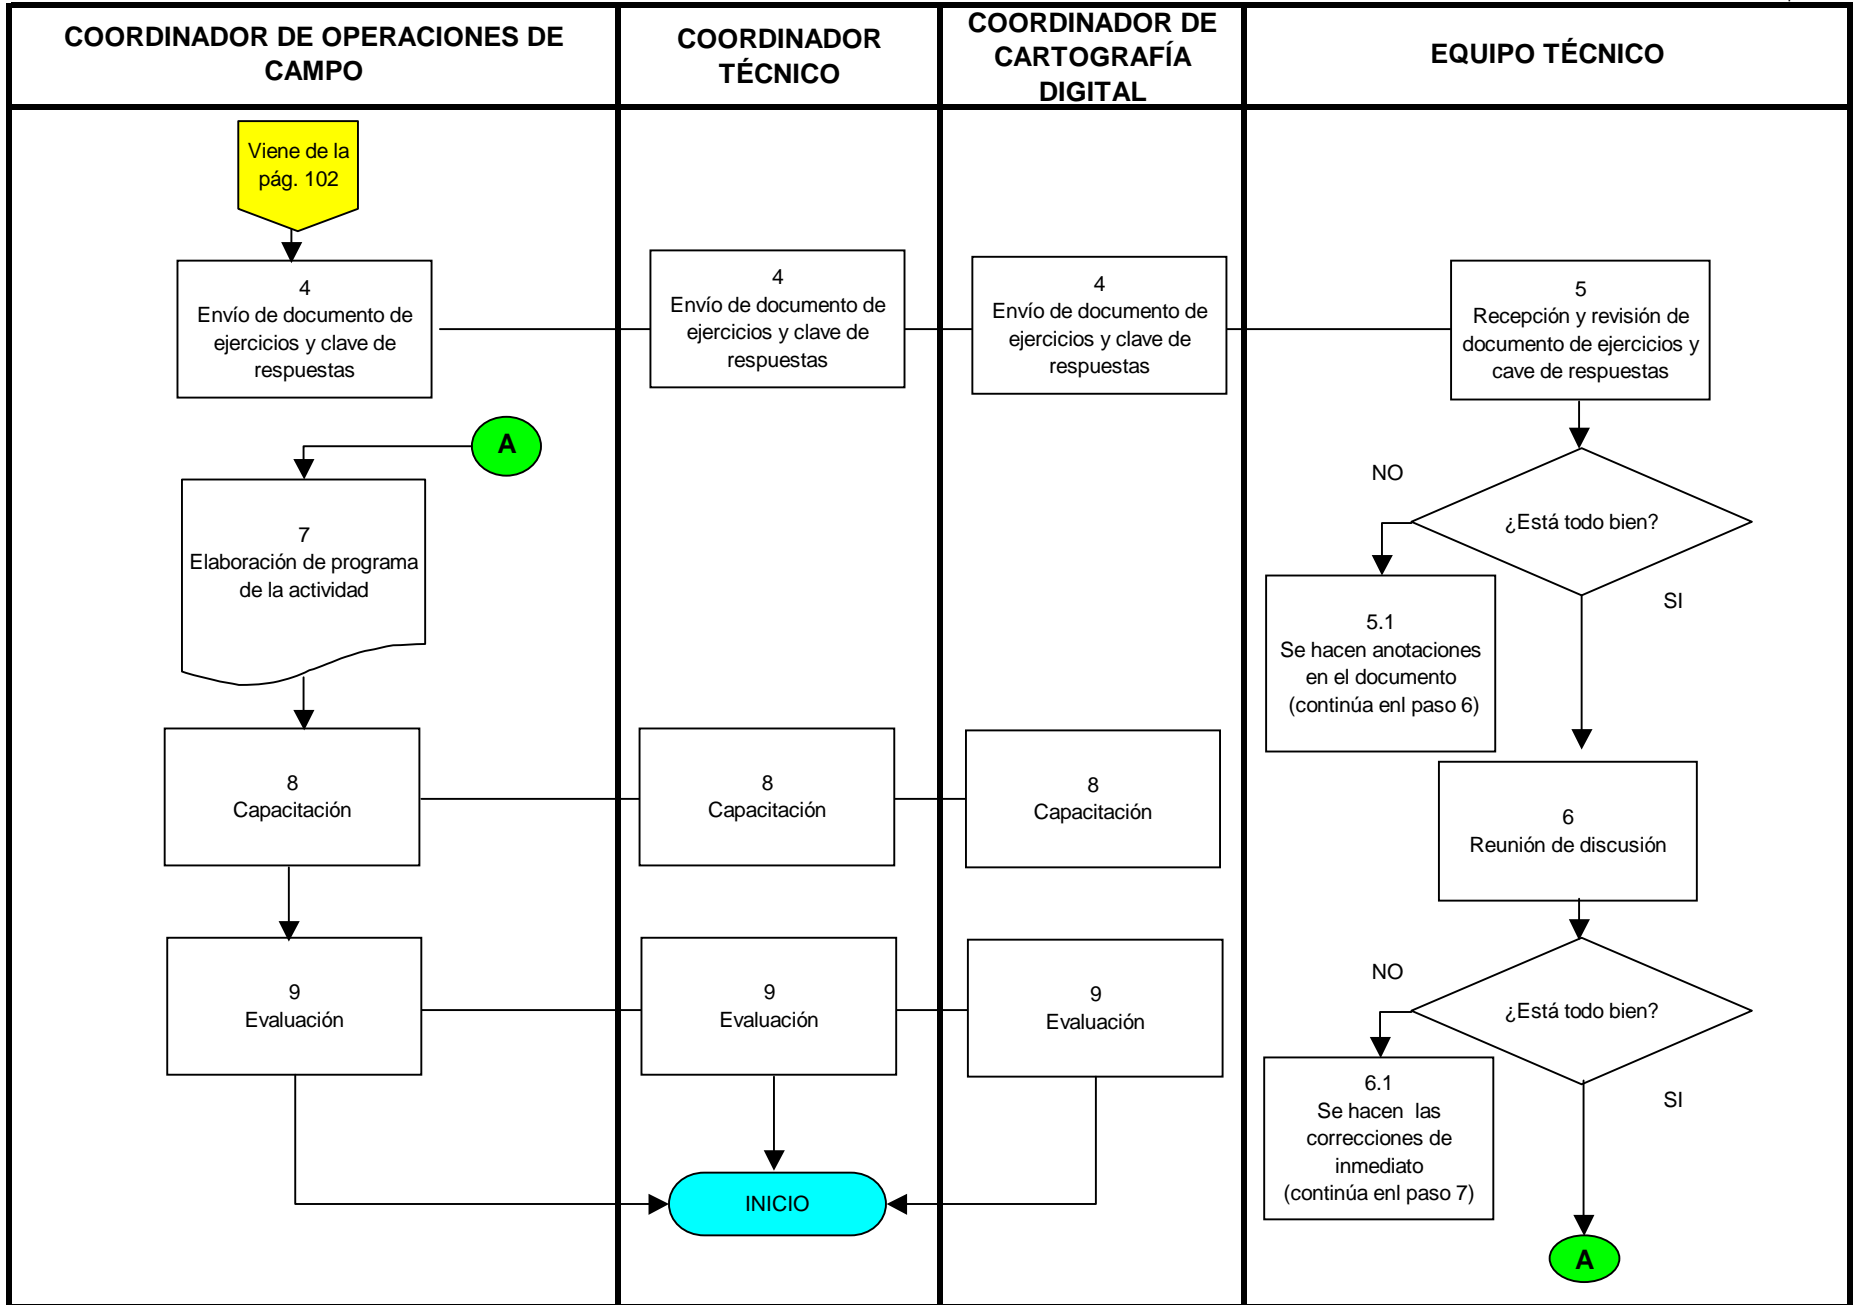 COORDINADOR DE OPERACIONES DE
CAMPO
COORDINADOR
TÉCNICO
COORDINADOR DE
CARTOGRAFÍA
DIGITAL
EQUIPO TÉCNICO
Viene de la
pág. 102
4
Envío de documento de
ejercicios y clave de
respuestas
4
Envío de documento de
ejercicios y clave de
respuestas
4
Envío de documento de
ejercicios y clave de
respuestas
5
Recepción y revisión de
documento de ejercicios y
cave de respuestas
A
NO
¿Está todo bien?
SI
7
Elaboración de programa
de la actividad
5.1
Se hacen anotaciones
en el documento
(continúa enl paso 6)
8
Capacitación
8
Capacitación
8
Capacitación
6
Reunión de discusión
9
Evaluación
9
Evaluación
9
Evaluación
NO
¿Está todo bien?
SI
6.1
Se hacen  las
correcciones de
inmediato
(continúa enl paso 7)
INICIO
A